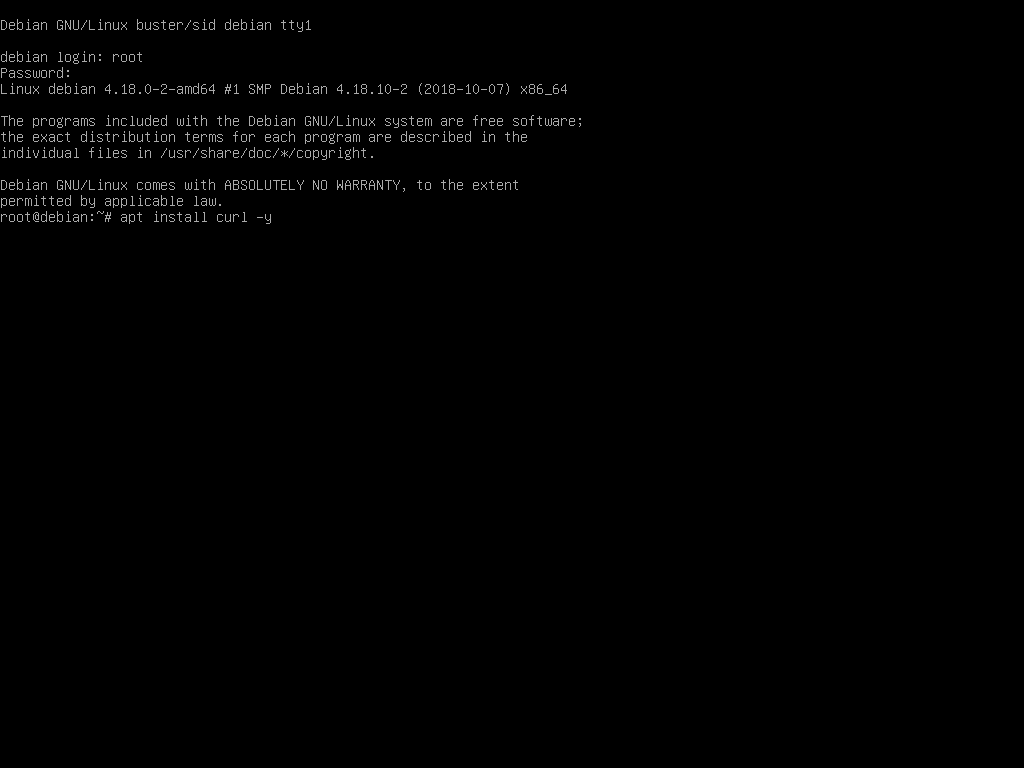 Debian GNU/Linux buster/sid debian tty1
debian login: root
Password:
Linux debian 4.18.0-2-amd64 #1 SMP Debian 4.18.10-2 (2018-10-07) x86_64
The programs included with the Debian GNU/Linux system are free software;
the exact distribution terms for each program are described in the
individual files in /usr/share/doc/*/copyright.
Debian GNU/Linux comes with ABSOLUTELY NO WARRANTY, to the extent
permitted by applicable law.
root@debian:~# apt install curl -y